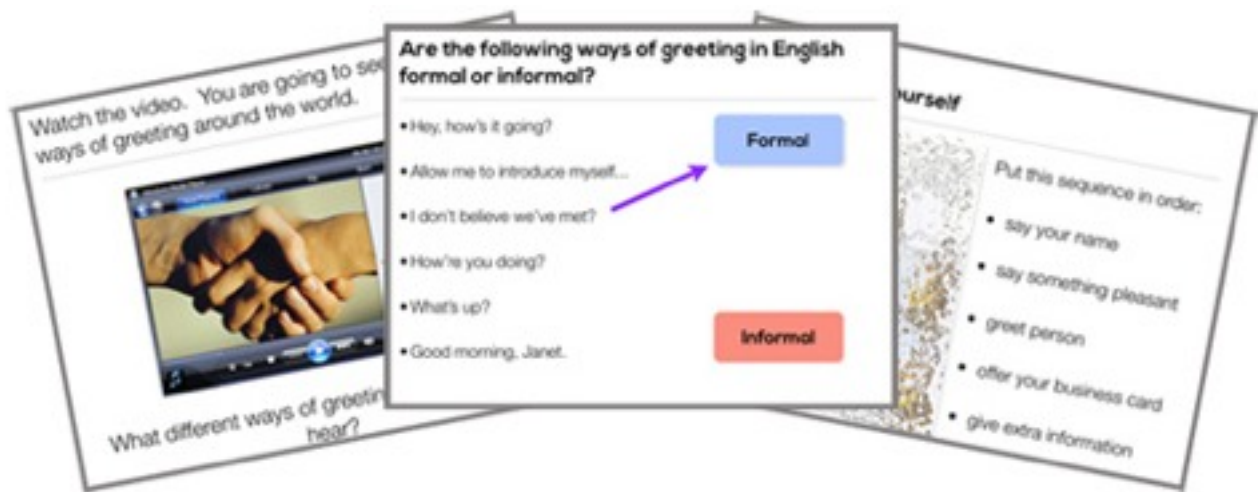 Watch the video. You are going to see
ways of greeting around the world.
What different ways of greeting
hear?
Are the following ways of greeting in English
formal or informal?
• Hey, how's it going?
• Allow me to introduce myself...
• I don't believe we've met?
• How're you doing?
• What's up?
• Good morning, Janet.
Formal
Informal
urself
Put this sequence in order:
• say your name
• say something pleasant
• greet person
• offer your business card
• give extra information